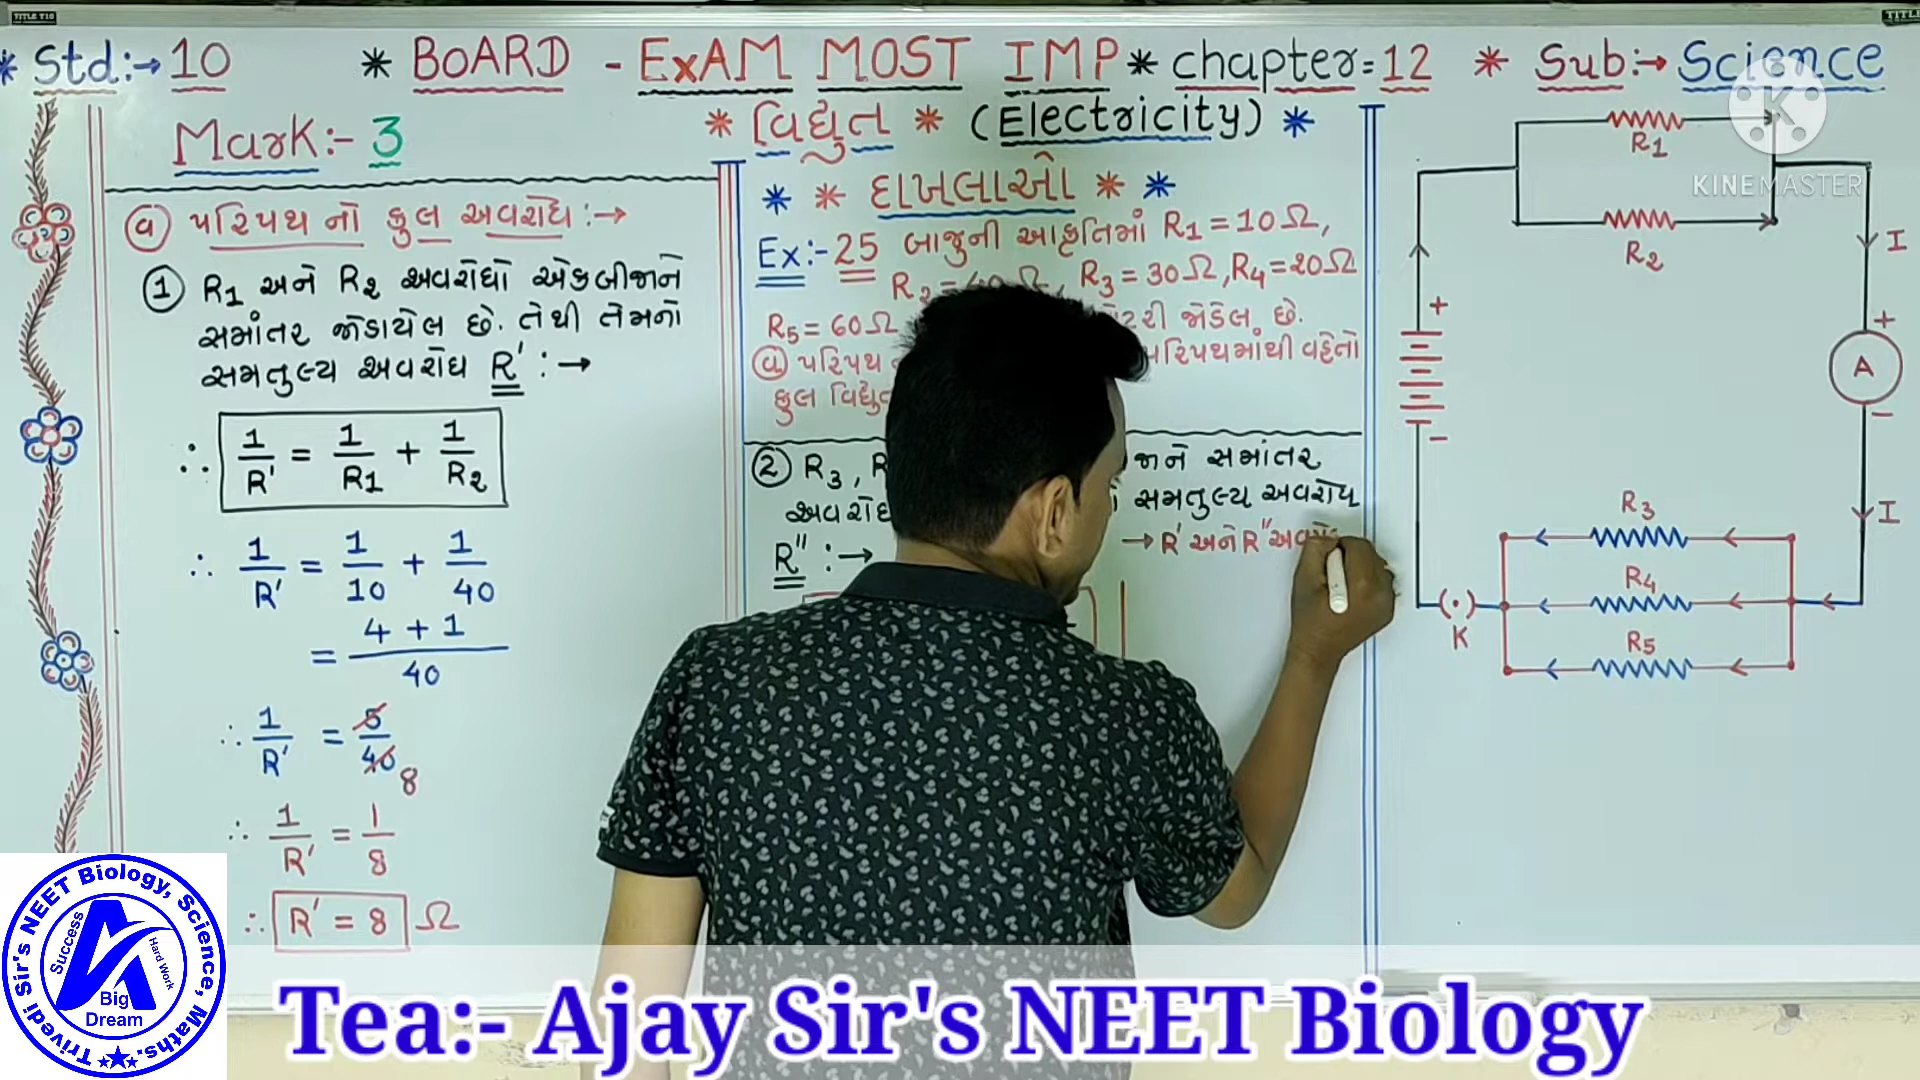 * Std:→ 10 * BOARD - ExAM MOST IMP * chapter = 12 * Sub:→ Science
Mark:- 3
* વિદ્યુત * (Electricity) *
* * દાખલાઓ * *
(a) પરિપથ નો કુલ અવરોધ :→
① R1 અને R2 અવરોધો એકબીજાને
સમાંતર જોડાયેલ છે. તેથી તેમનો
સમતુલ્ય અવરોધ R' :→
∴ 1/R' = 1/R1 + 1/R2
∴ 1/R' = 1/10 + 1/40
= 4 + 1 / 40
∴ 1/R' = 5/40 8
∴ 1/R' = 1/8
∴ R' = 8 Ω
Ex:- 25 બાજુની આકૃતિમાં R1 = 10Ω,
R3 = 30Ω, R4 = 20Ω
R5 = 60Ω જોડેલ છે.
(a) પરિપથ પરિપથમાંથી વહેતો
કુલ
② R3, સમાંતર
સમતુલ્ય અવરોધ
R'' :→
→ R' અને R''
R1
R2
I
+
A
−
I
+
−
K
R3
R4
R5
KINEMASTER
Trivedi Sir's NEET Biology, Science, Maths.
Success
Hard Work
Big
Dream
Tea:- Ajay Sir's NEET Biology